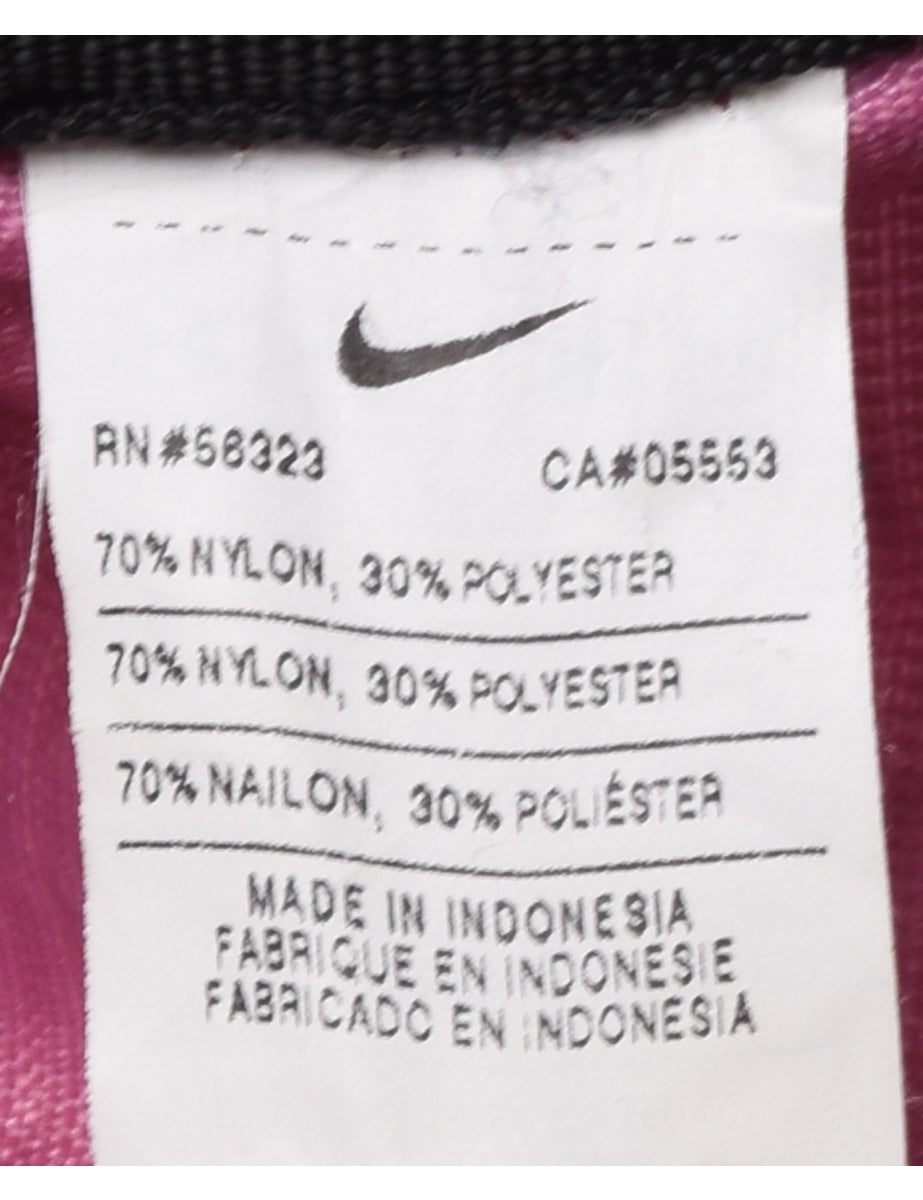 RN#56323 CA#05553
70% NYLON, 30% POLYESTER
70% NYLON, 30% POLYESTER
70% NAILON, 30% POLIÉSTER
MADE IN INDONESIA
FABRIQUE EN INDONESIE
FABRICADO EN INDONESIA